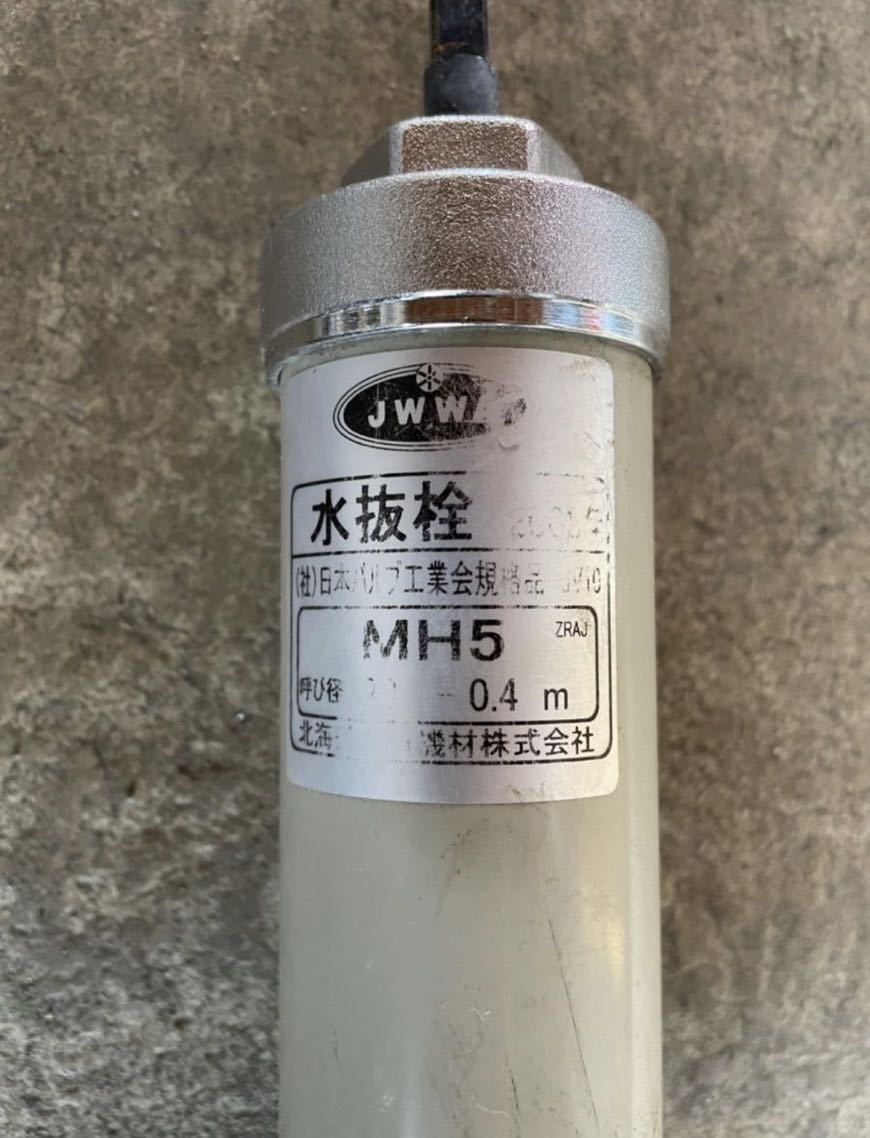 JWWA
水抜栓
(社)日本バルブ工業会規格品
MH5 ZRAJ
呼び径 0.4 m
北海 機材株式会社